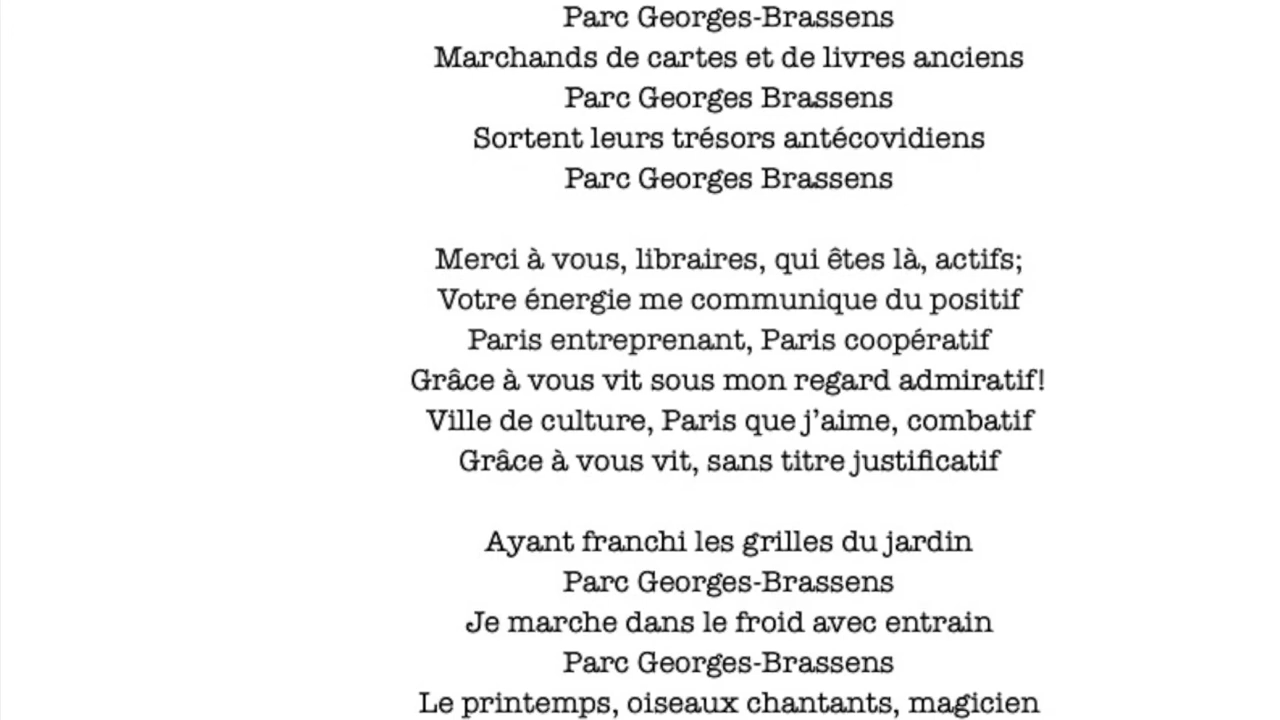 Parc Georges-Brassens
Marchands de cartes et de livres anciens
Parc Georges Brassens
Sortent leurs trésors antécovidiens
Parc Georges Brassens
Merci à vous, libraires, qui êtes là, actifs;
Votre énergie me communique du positif
Paris entreprenant, Paris coopératif
Grâce à vous vit sous mon regard admiratif!
Ville de culture, Paris que j’aime, combatif
Grâce à vous vit, sans titre justificatif
Ayant franchi les grilles du jardin
Parc Georges-Brassens
Je marche dans le froid avec entrain
Parc Georges-Brassens
Le printemps, oiseaux chantants, magicien